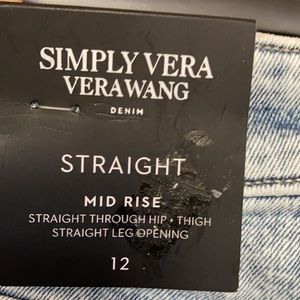 SIMPLY VERA
VERA WANG
DENIM
STRAIGHT
MID RISE
STRAIGHT THROUGH HIP + THIGH
STRAIGHT LEG OPENING
12